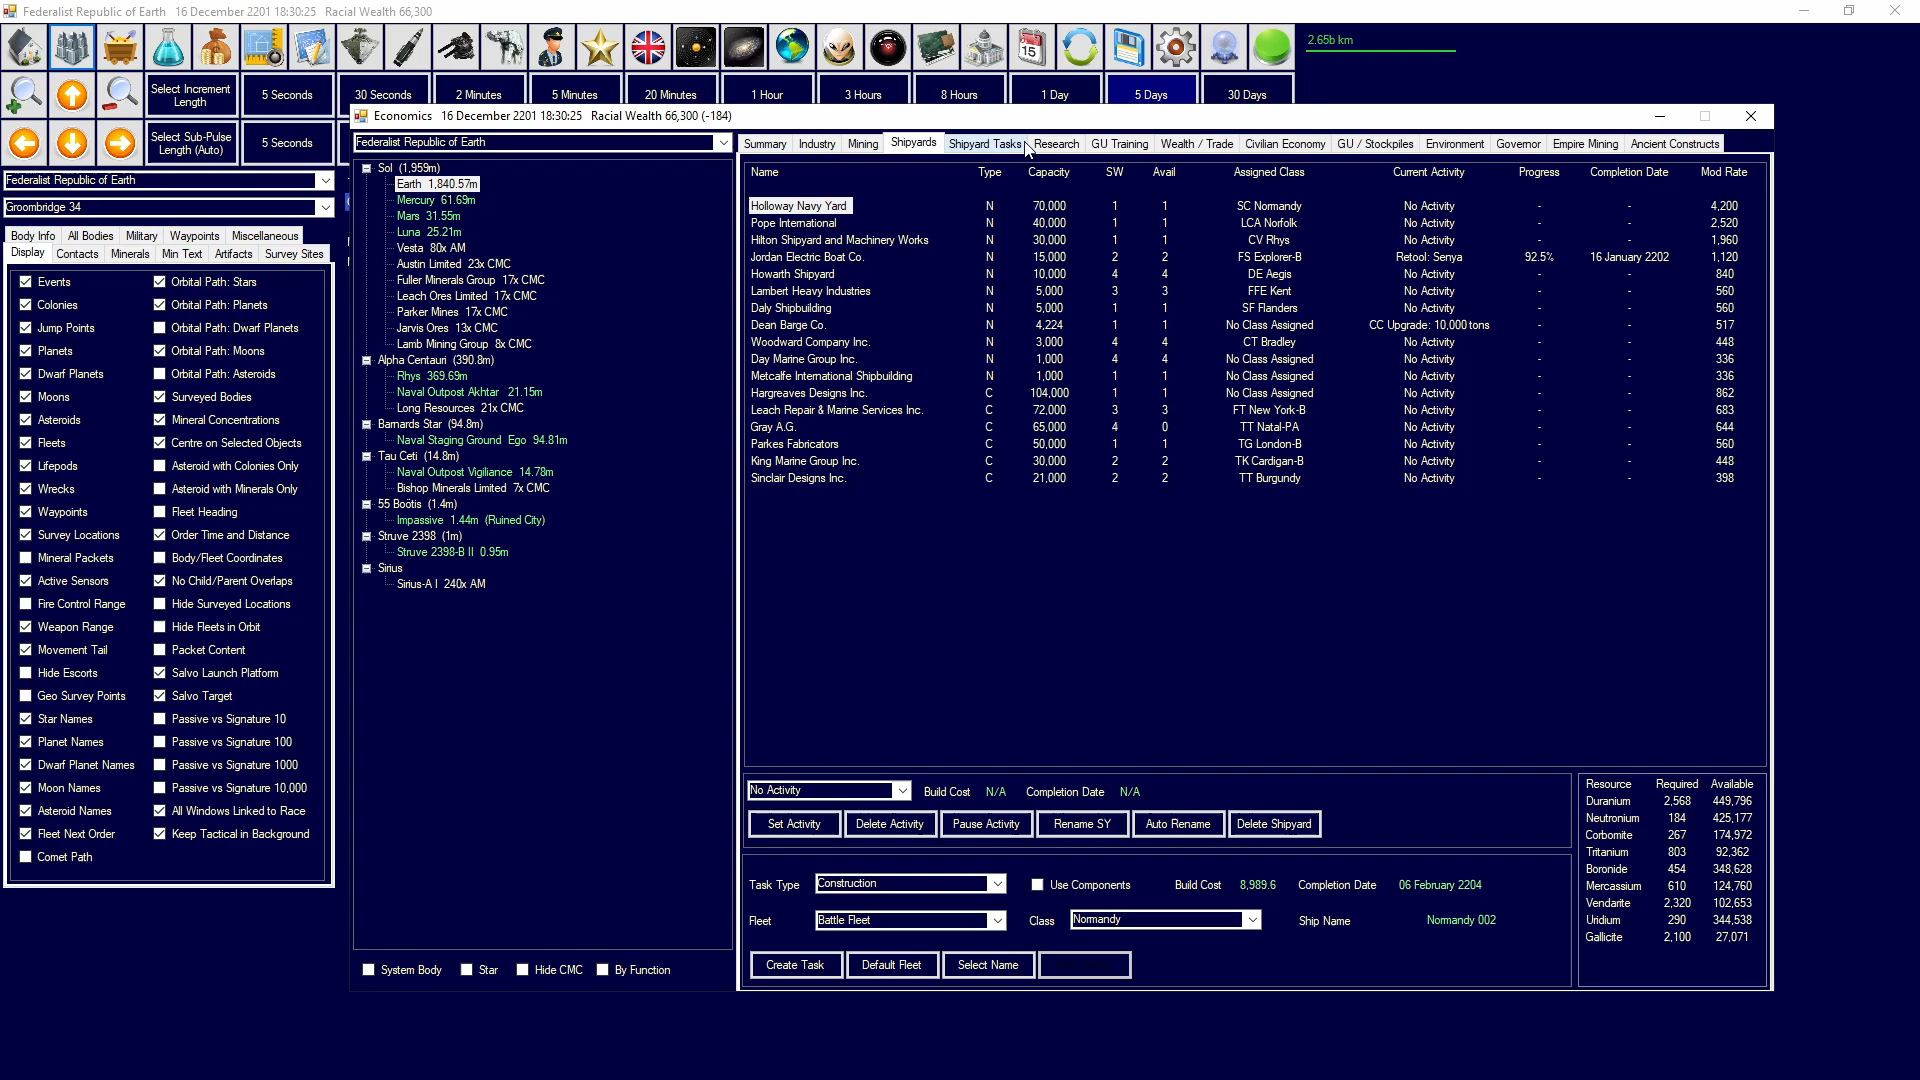 Federalist Republic of Earth   16 December 2201 18:30:25   Racial Wealth 66,300
15
2.65b km
Select Increment Length
5 Seconds
30 Seconds
2 Minutes
5 Minutes
20 Minutes
1 Hour
3 Hours
8 Hours
1 Day
5 Days
30 Days
Select Sub-Pulse Length (Auto)
5 Seconds
Federalist Republic of Earth
Groombridge 34
Body Info   All Bodies   Military   Waypoints   Miscellaneous
Display   Contacts   Minerals   Min Text   Artifacts   Survey Sites
Events   Orbital Path: Stars
Colonies   Orbital Path: Planets
Jump Points   Orbital Path: Dwarf Planets
Planets   Orbital Path: Moons
Dwarf Planets   Orbital Path: Asteroids
Moons   Surveyed Bodies
Asteroids   Mineral Concentrations
Fleets   Centre on Selected Objects
Lifepods   Asteroid with Colonies Only
Wrecks   Asteroid with Minerals Only
Waypoints   Fleet Heading
Survey Locations   Order Time and Distance
Mineral Packets   Body/Fleet Coordinates
Active Sensors   No Child/Parent Overlaps
Fire Control Range   Hide Surveyed Locations
Weapon Range   Hide Fleets in Orbit
Movement Tail   Packet Content
Hide Escorts   Salvo Launch Platform
Geo Survey Points   Salvo Target
Star Names   Passive vs Signature 10
Planet Names   Passive vs Signature 100
Dwarf Planet Names   Passive vs Signature 1000
Moon Names   Passive vs Signature 10,000
Asteroid Names   All Windows Linked to Race
Fleet Next Order   Keep Tactical in Background
Comet Path
Economics   16 December 2201 18:30:25   Racial Wealth 66,300 (-184)
Federalist Republic of Earth
Sol (1,959m)
Earth 1,840.57m
Mercury 61.69m
Mars 31.55m
Luna 25.21m
Vesta 80x AM
Austin Limited 23x CMC
Fuller Minerals Group 17x CMC
Leach Ores Limited 17x CMC
Parker Mines 17x CMC
Jarvis Ores 13x CMC
Lamb Mining Group 8x CMC
Alpha Centauri (390.8m)
Rhys 369.69m
Naval Outpost Akhtar 21.15m
Long Resources 21x CMC
Barnards Star (94.8m)
Naval Staging Ground Ego 94.81m
Tau Ceti (14.8m)
Naval Outpost Vigiliance 14.78m
Bishop Minerals Limited 7x CMC
55 Boötis (1.4m)
Impassive 1.44m (Ruined City)
Struve 2398 (1m)
Struve 2398-B II 0.95m
Sirius
Sirius-A I 240x AM
System Body   Star   Hide CMC   By Function
Summary   Industry   Mining   Shipyards   Shipyard Tasks   Research   GU Training   Wealth / Trade   Civilian Economy   GU / Stockpiles   Environment   Governor   Empire Mining   Ancient Constructs
Name   Type   Capacity   SW   Avail   Assigned Class   Current Activity   Progress   Completion Date   Mod Rate
Holloway Navy Yard   N   70,000   1   1   SC Normandy   No Activity   -   -   4,200
Pope International   N   40,000   1   1   LCA Norfolk   No Activity   -   -   2,520
Hilton Shipyard and Machinery Works   N   30,000   1   1   CV Rhys   No Activity   -   -   1,960
Jordan Electric Boat Co.   N   15,000   2   2   FS Explorer-B   Retool: Senya   92.5%   16 January 2202   1,120
Howarth Shipyard   N   10,000   4   4   DE Aegis   No Activity   -   -   840
Lambert Heavy Industries   N   5,000   3   3   FFE Kent   No Activity   -   -   560
Daly Shipbuilding   N   5,000   1   1   SF Flanders   No Activity   -   -   560
Dean Barge Co.   N   4,224   1   1   No Class Assigned   CC Upgrade: 10,000 tons   -   -   517
Woodward Company Inc.   N   3,000   4   4   CT Bradley   No Activity   -   -   448
Day Marine Group Inc.   N   1,000   4   4   No Class Assigned   No Activity   -   -   336
Metcalfe International Shipbuilding   N   1,000   1   1   No Class Assigned   No Activity   -   -   336
Hargreaves Designs Inc.   C   104,000   1   1   No Class Assigned   No Activity   -   -   862
Leach Repair & Marine Services Inc.   C   72,000   3   3   FT New York-B   No Activity   -   -   683
Gray A.G.   C   65,000   4   0   TT Natal-PA   No Activity   -   -   644
Parkes Fabricators   C   50,000   1   1   TG London-B   No Activity   -   -   560
King Marine Group Inc.   C   30,000   2   2   TK Cardigan-B   No Activity   -   -   448
Sinclair Designs Inc.   C   21,000   2   2   TT Burgundy   No Activity   -   -   398
No Activity   Build Cost   N/A   Completion Date   N/A
Set Activity   Delete Activity   Pause Activity   Rename SY   Auto Rename   Delete Shipyard
Task Type   Construction   Use Components   Build Cost   8,989.6   Completion Date   06 February 2204
Fleet   Battle Fleet   Class   Normandy   Ship Name   Normandy 002
Create Task   Default Fleet   Select Name
Resource   Required   Available
Duranium   2,568   449,796
Neutronium   184   425,177
Corbomite   267   174,972
Tritanium   803   92,362
Boronide   454   348,628
Mercassium   610   124,760
Vendarite   2,320   102,653
Uridium   290   344,538
Gallicite   2,100   27,071